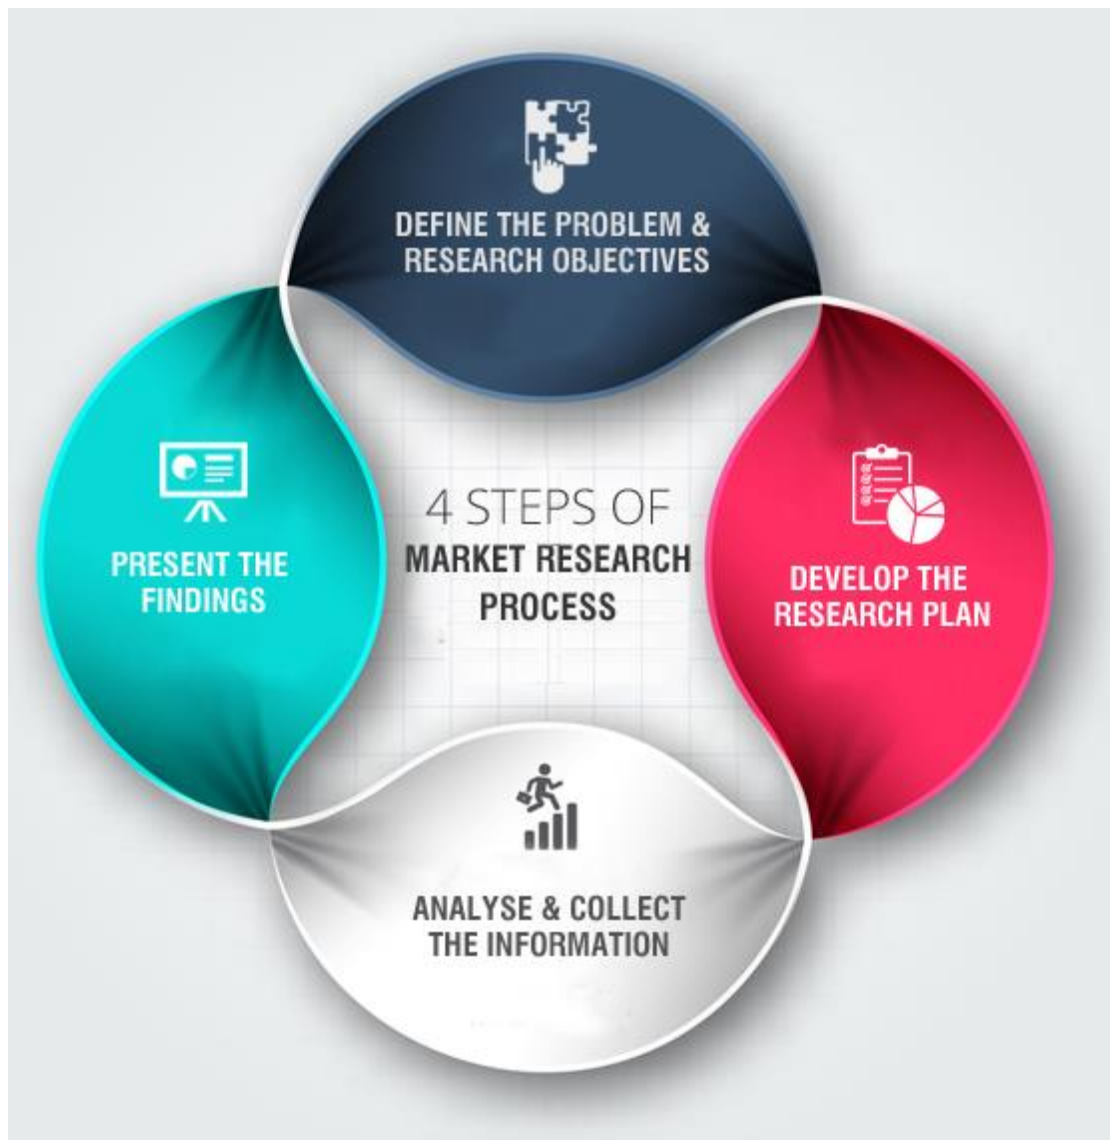 DEFINE THE PROBLEM &
RESEARCH OBJECTIVES
4 STEPS OF
MARKET RESEARCH
PROCESS
DEVELOP THE
RESEARCH PLAN
ANALYSE & COLLECT
THE INFORMATION
PRESENT THE
FINDINGS